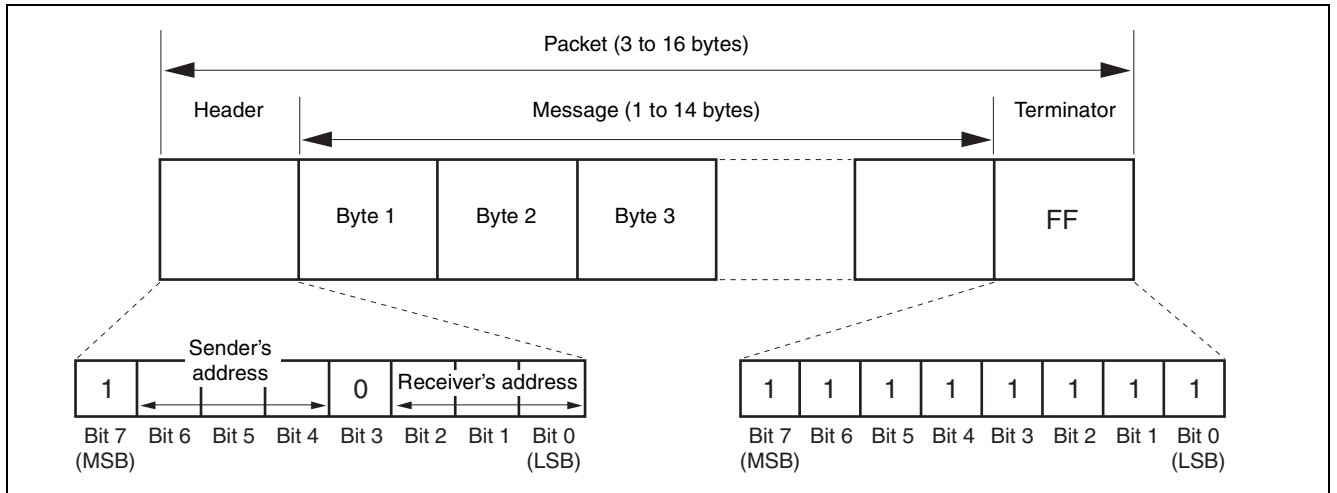 Packet (3 to 16 bytes)
Header
Message (1 to 14 bytes)
Terminator
Byte 1
Byte 2
Byte 3
FF
1
Sender's
address
0
Receiver's address
Bit 7
(MSB)
Bit 6
Bit 5
Bit 4
Bit 3
Bit 2
Bit 1
Bit 0
(LSB)
1 1 1 1 1 1 1 1
Bit 7
(MSB)
Bit 6
Bit 5
Bit 4
Bit 3
Bit 2
Bit 1
Bit 0
(LSB)